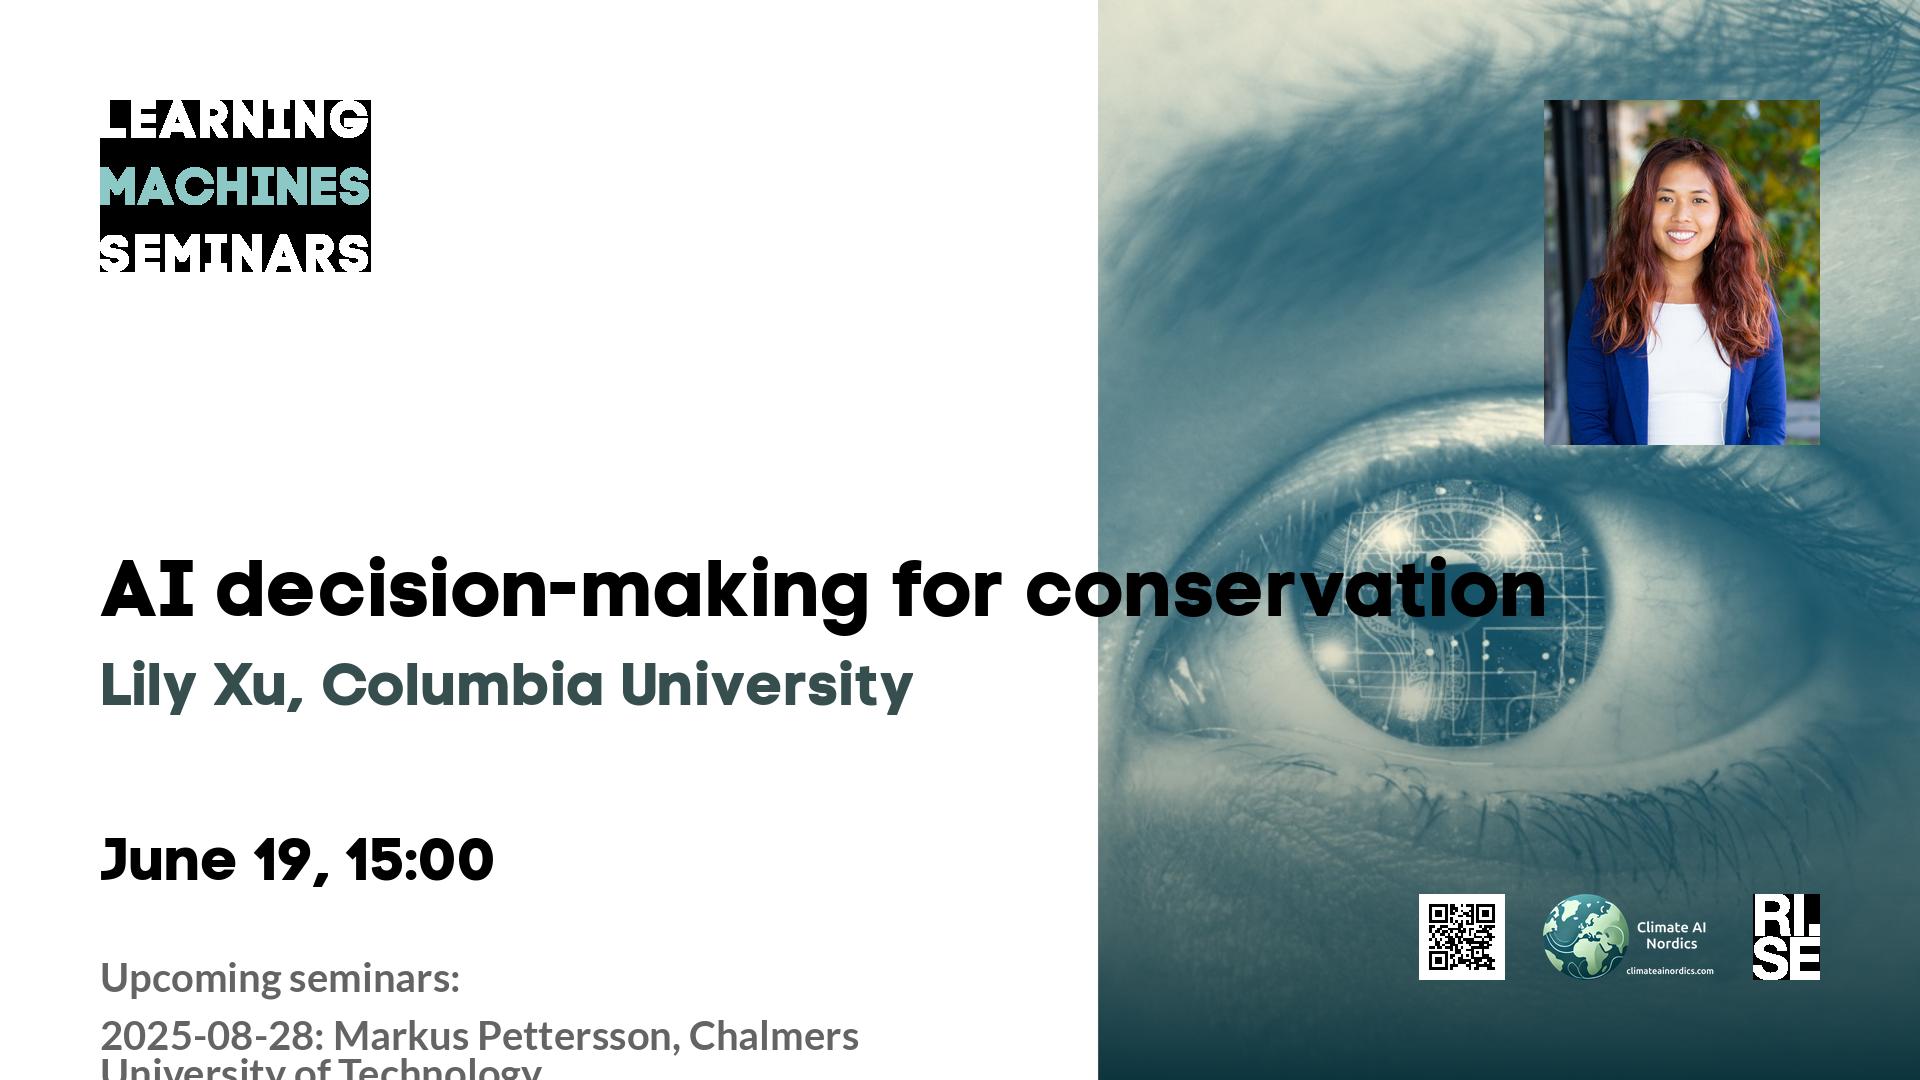 LEARNING
MACHINES
SEMINARS
AI decision-making for conservation
Lily Xu, Columbia University
June 19, 15:00
Upcoming seminars:
2025-08-28: Markus Pettersson, Chalmers
University of Technology
Climate AI
Nordics
climateainordics.com
RI.
SE